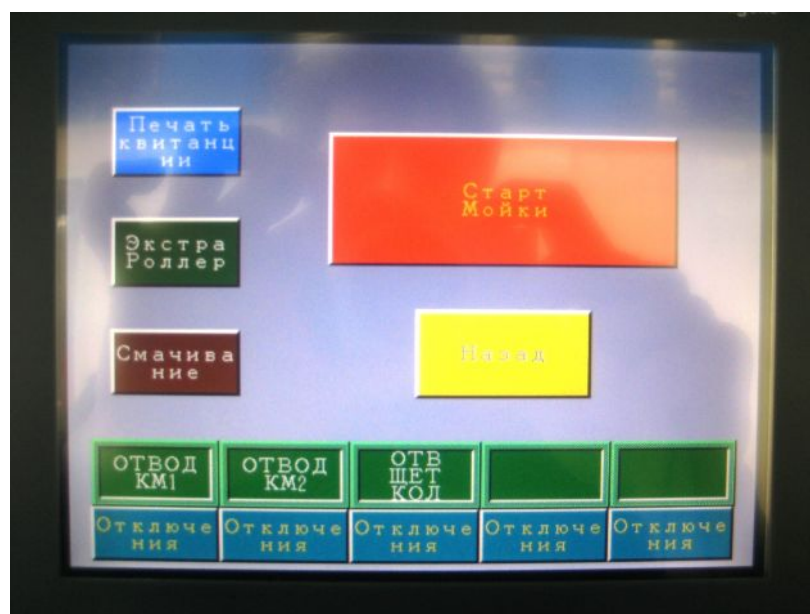 Печать
квитанц
ии
Старт
Мойки
Экстра
Роллер
Назад
Смачива
ние
ОТВОД
КМ1
ОТВОД
КМ2
ОТВ
ЩЕТ
КОЛ
Отключе
ния
Отключе
ния
Отключе
ния
Отключе
ния
Отключе
ния